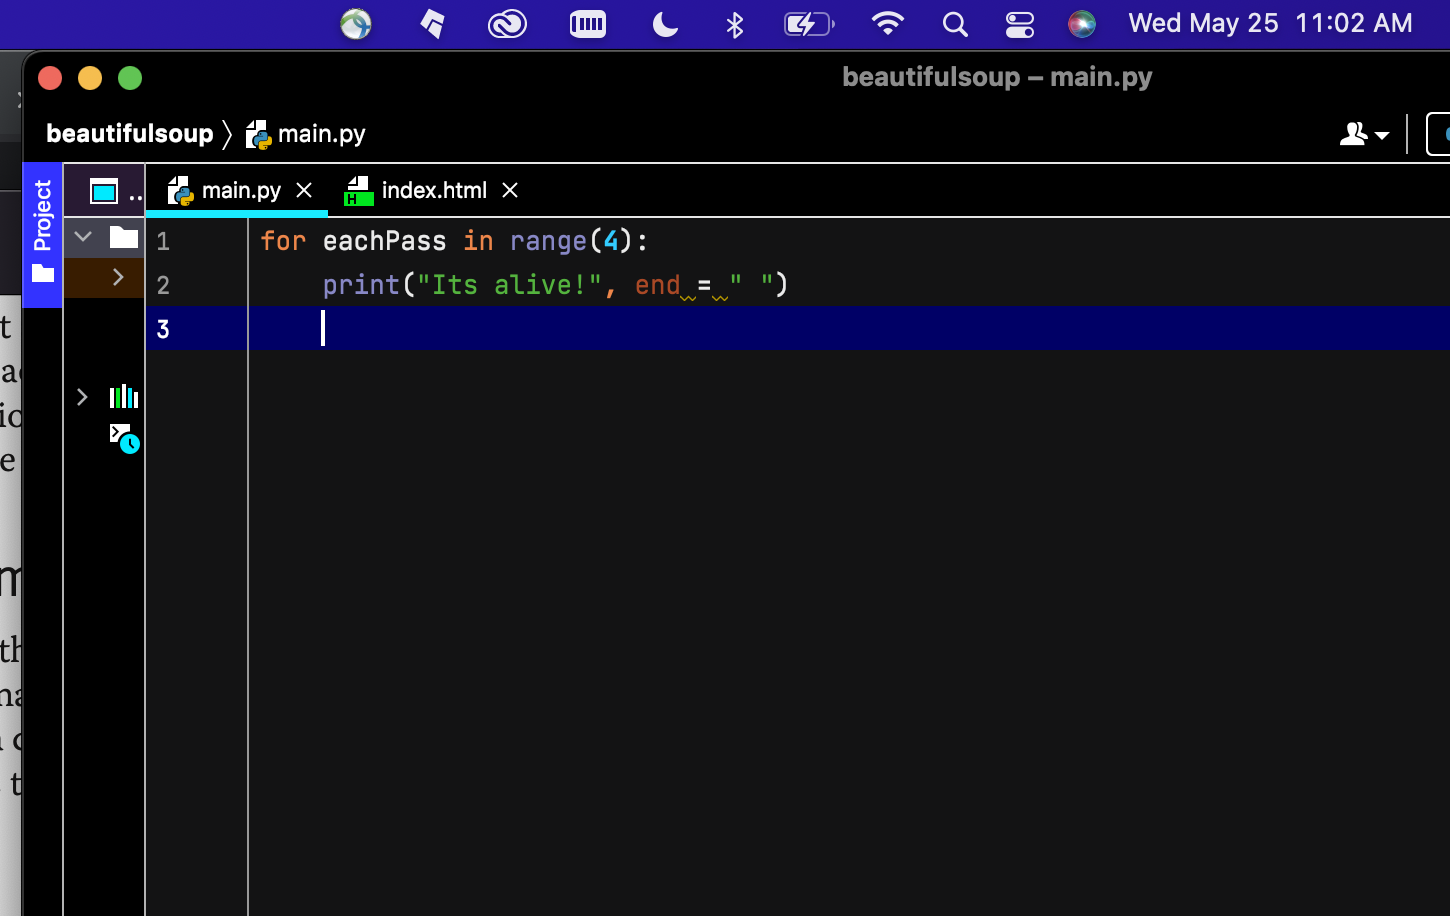 Wed May 25 11:02 AM
beautifulsoup – main.py
beautifulsoup 〉 main.py
Project
..
main.py
index.html
1 for eachPass in range(4):
2 print("Its alive!", end = " ")
3